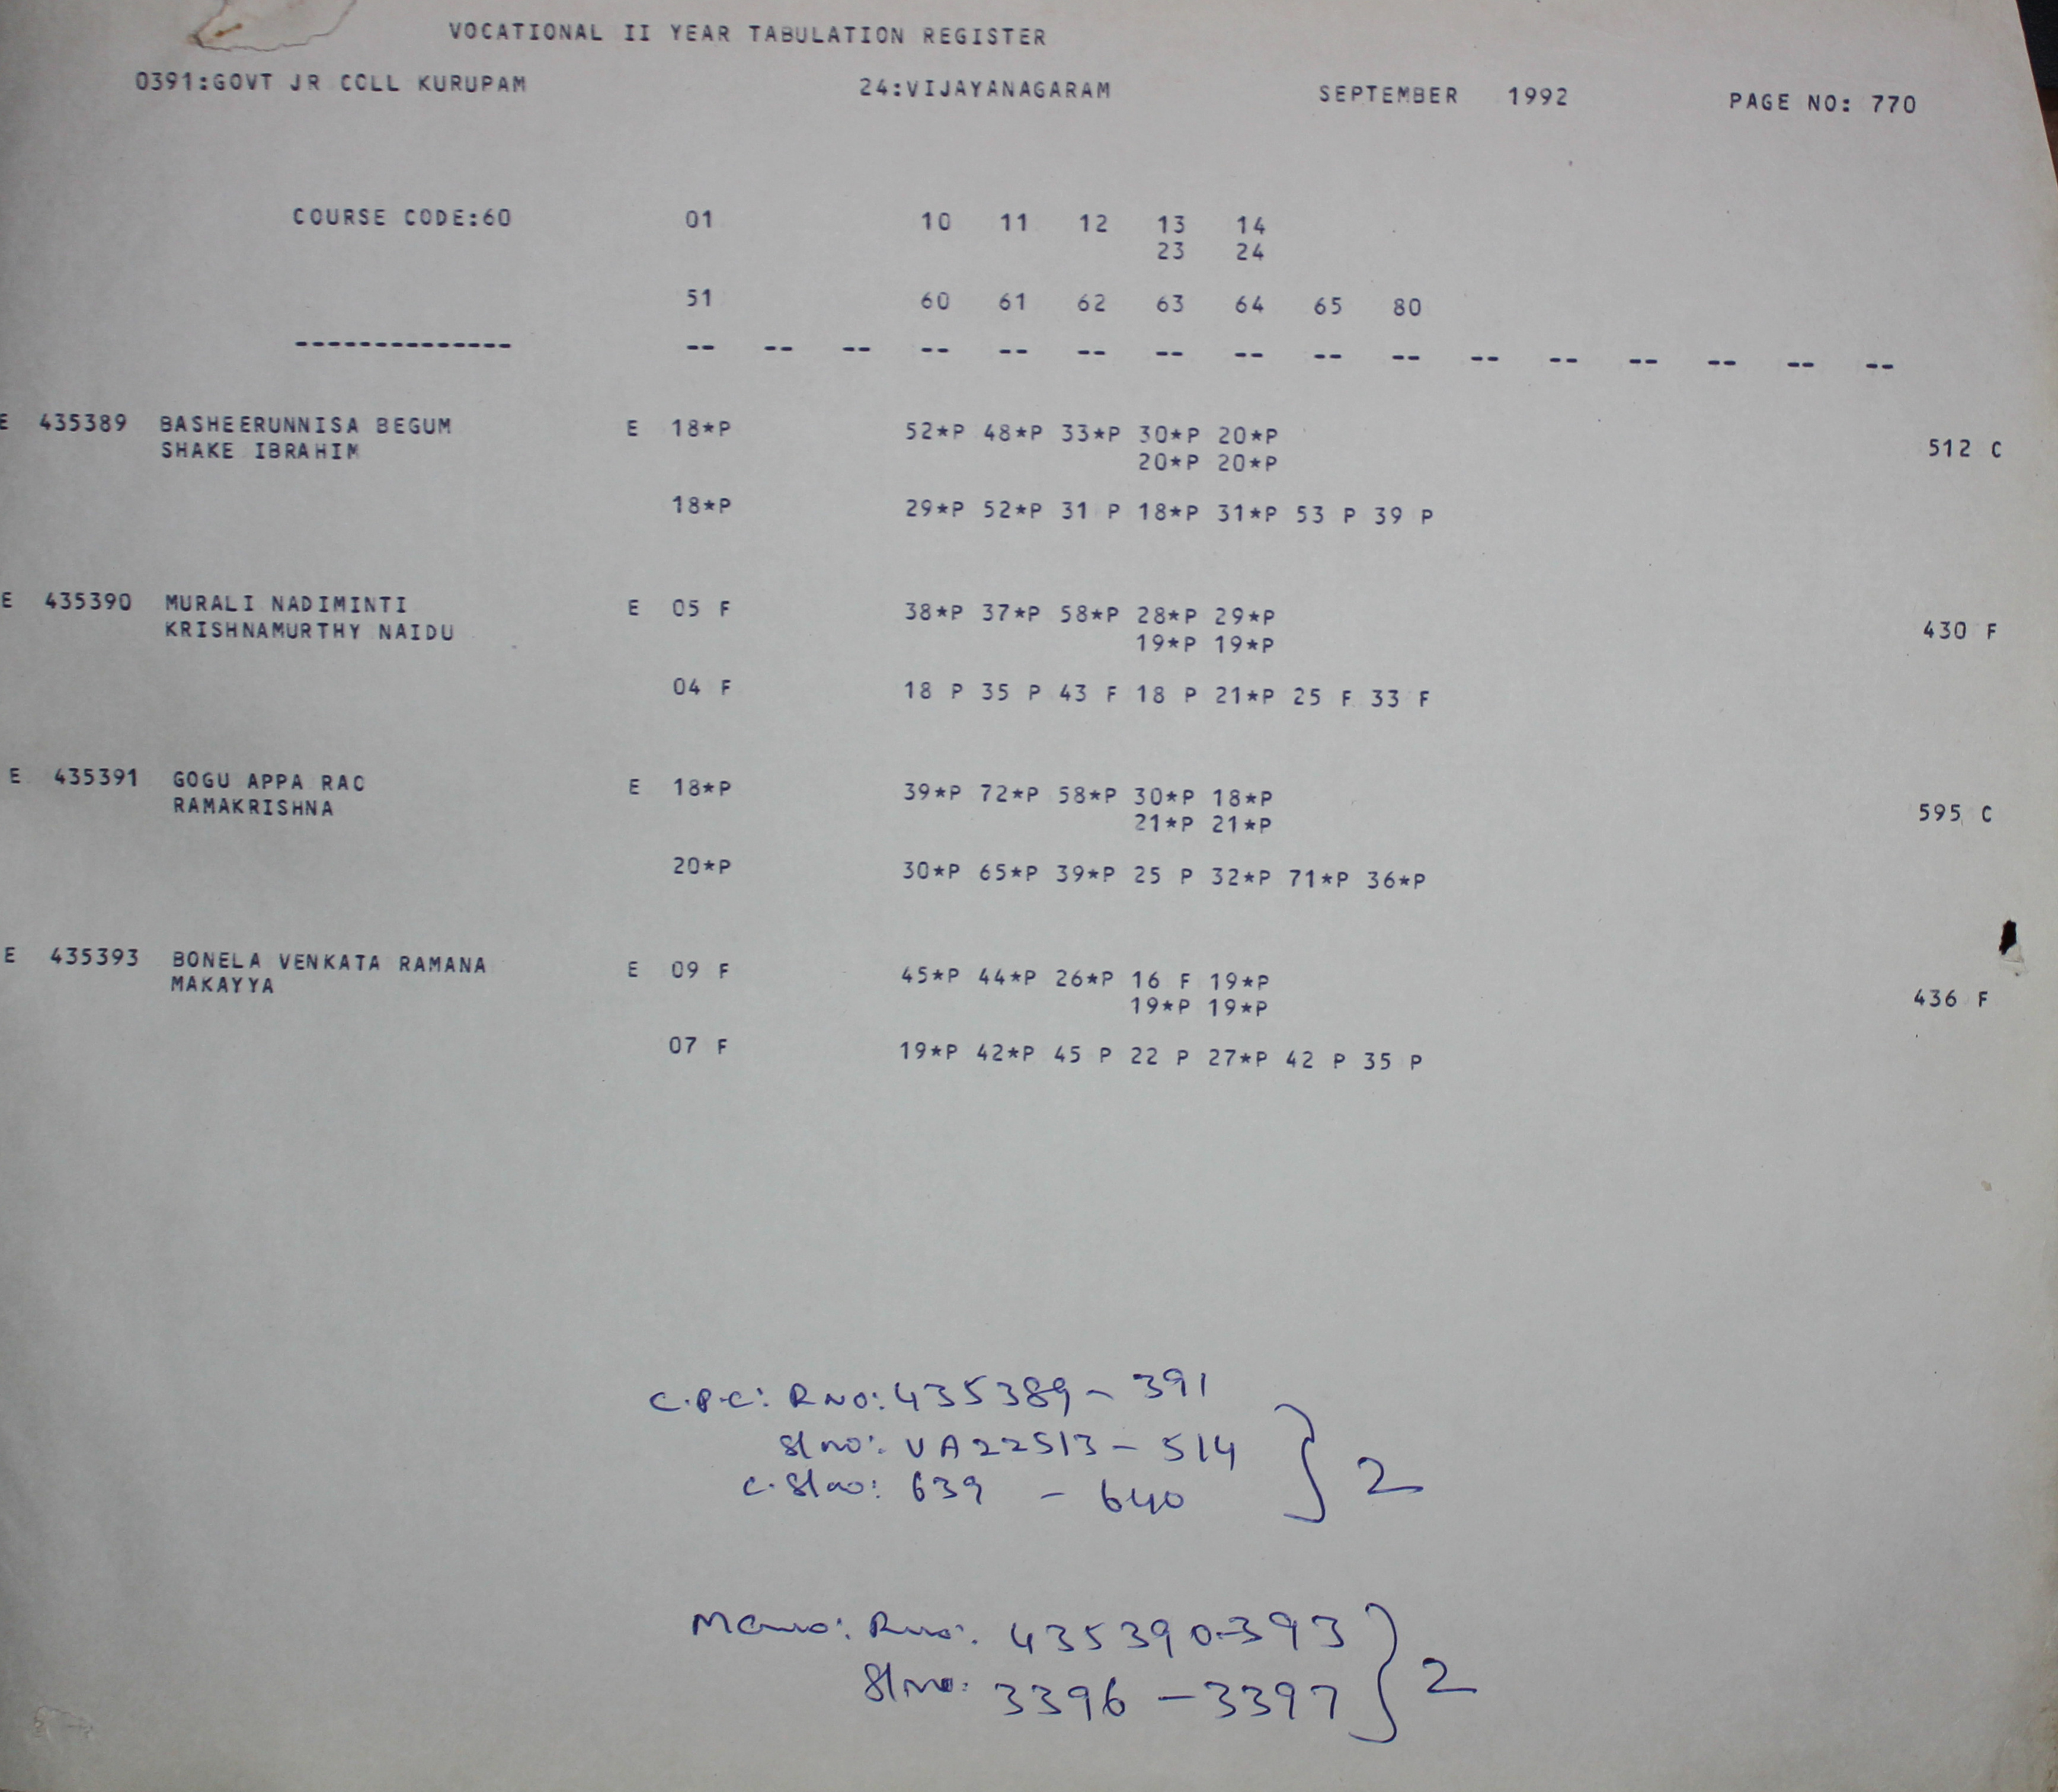 VOCATIONAL II YEAR TABULATION REGISTER
0391:GOVT JR COLL KURUPAM 24:VIJAYANAGARAM SEPTEMBER 1992 PAGE NO: 770
COURSE CODE:60 01 10 11 12 13 14
23 24
51 60 61 62 63 64 65 80
-------------- -- -- -- -- -- -- -- -- -- -- -- -- -- -- -- --
E 435389 BASHEERUNNISA BEGUM E 18*P 52*P 48*P 33*P 30*P 20*P
SHAKE IBRAHIM 20*P 20*P 512 C
18*P 29*P 52*P 31 P 18*P 31*P 53 P 39 P
E 435390 MURALI NADIMINTI E 05 F 38*P 37*P 58*P 28*P 29*P
KRISHNAMURTHY NAIDU 19*P 19*P 430 F
04 F 18 P 35 P 43 F 18 P 21*P 25 F 33 F
E 435391 GOGU APPA RAO E 18*P 39*P 72*P 58*P 30*P 18*P
RAMAKRISHNA 21*P 21*P 595 C
20*P 30*P 65*P 39*P 25 P 32*P 71*P 36*P
E 435393 BONELA VENKATA RAMANA E 09 F 45*P 44*P 26*P 16 F 19*P
MAKAYYA 19*P 19*P 436 F
07 F 19*P 42*P 45 P 22 P 27*P 42 P 35 P
C.P.C: RNO: 435389 - 391
Sl no: VA22513 - 514
C. Sl no: 639 - 640 } 2
Memo: Rno: 435390-393
Sl no: 3396 - 3397 } 2